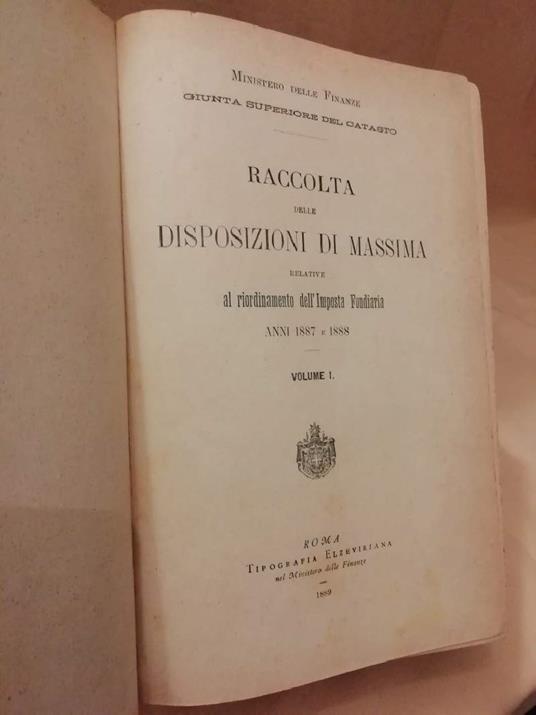 Ministero delle Finanze
GIUNTA SUPERIORE DEL CATASTO
RACCOLTA
DELLE
DISPOSIZIONI DI MASSIMA
RELATIVE
al riordinamento dell'Imposta Fondiaria
ANNI 1887 E 1888
VOLUME I.
ROMA
Tipografia Elzeviriana
nel Ministero delle Finanze
1889